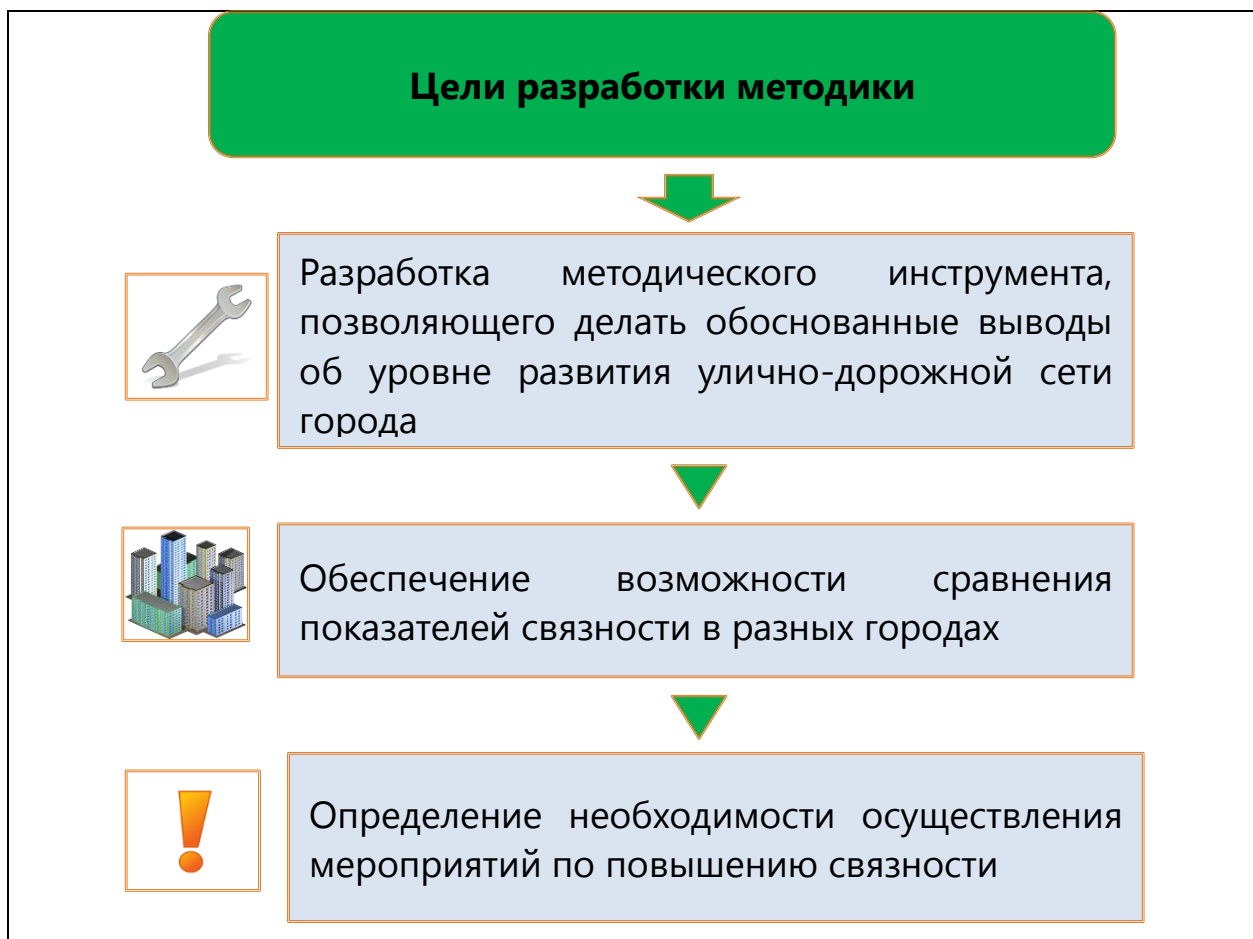 Цели разработки методики
Разработка методического инструмента,
позволяющего делать обоснованные выводы
об уровне развития улично-дорожной сети
города
Обеспечение возможности сравнения
показателей связности в разных городах
Определение необходимости осуществления
мероприятий по повышению связности